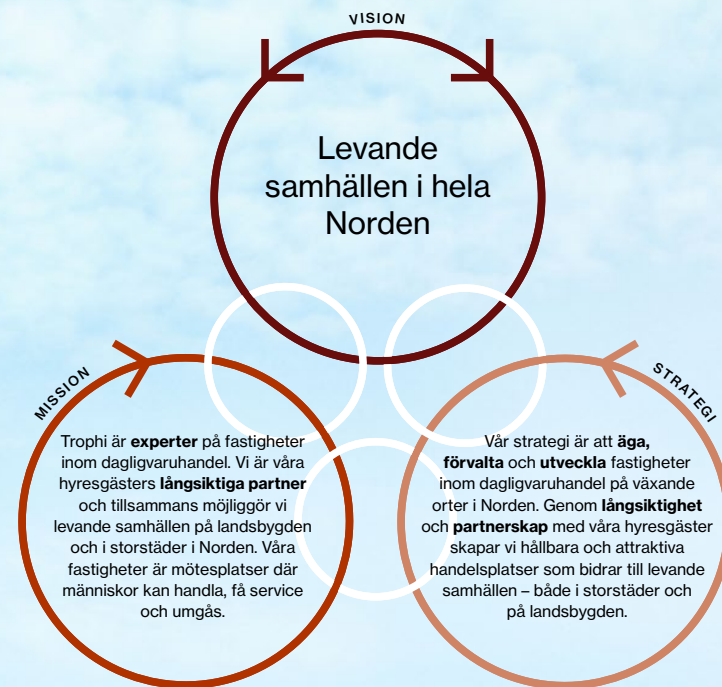 VISION
Levande
samhällen i hela
Norden
MISSION
Trophi är experter på fastigheter
inom dagligvaruhandel. Vi är våra
hyresgästers långsiktiga partner
och tillsammans möjliggör vi
levande samhällen på landsbygden
och i storstäder i Norden. Våra
fastigheter är mötesplatser där
människor kan handla, få service
och umgås.
STRATEGI
Vår strategi är att äga,
förvalta och utveckla fastigheter
inom dagligvaruhandel på växande
orter i Norden. Genom långsiktighet
och partnerskap med våra hyresgäster
skapar vi hållbara och attraktiva
handelsplatser som bidrar till levande
samhällen – både i storstäder och
på landsbygden.